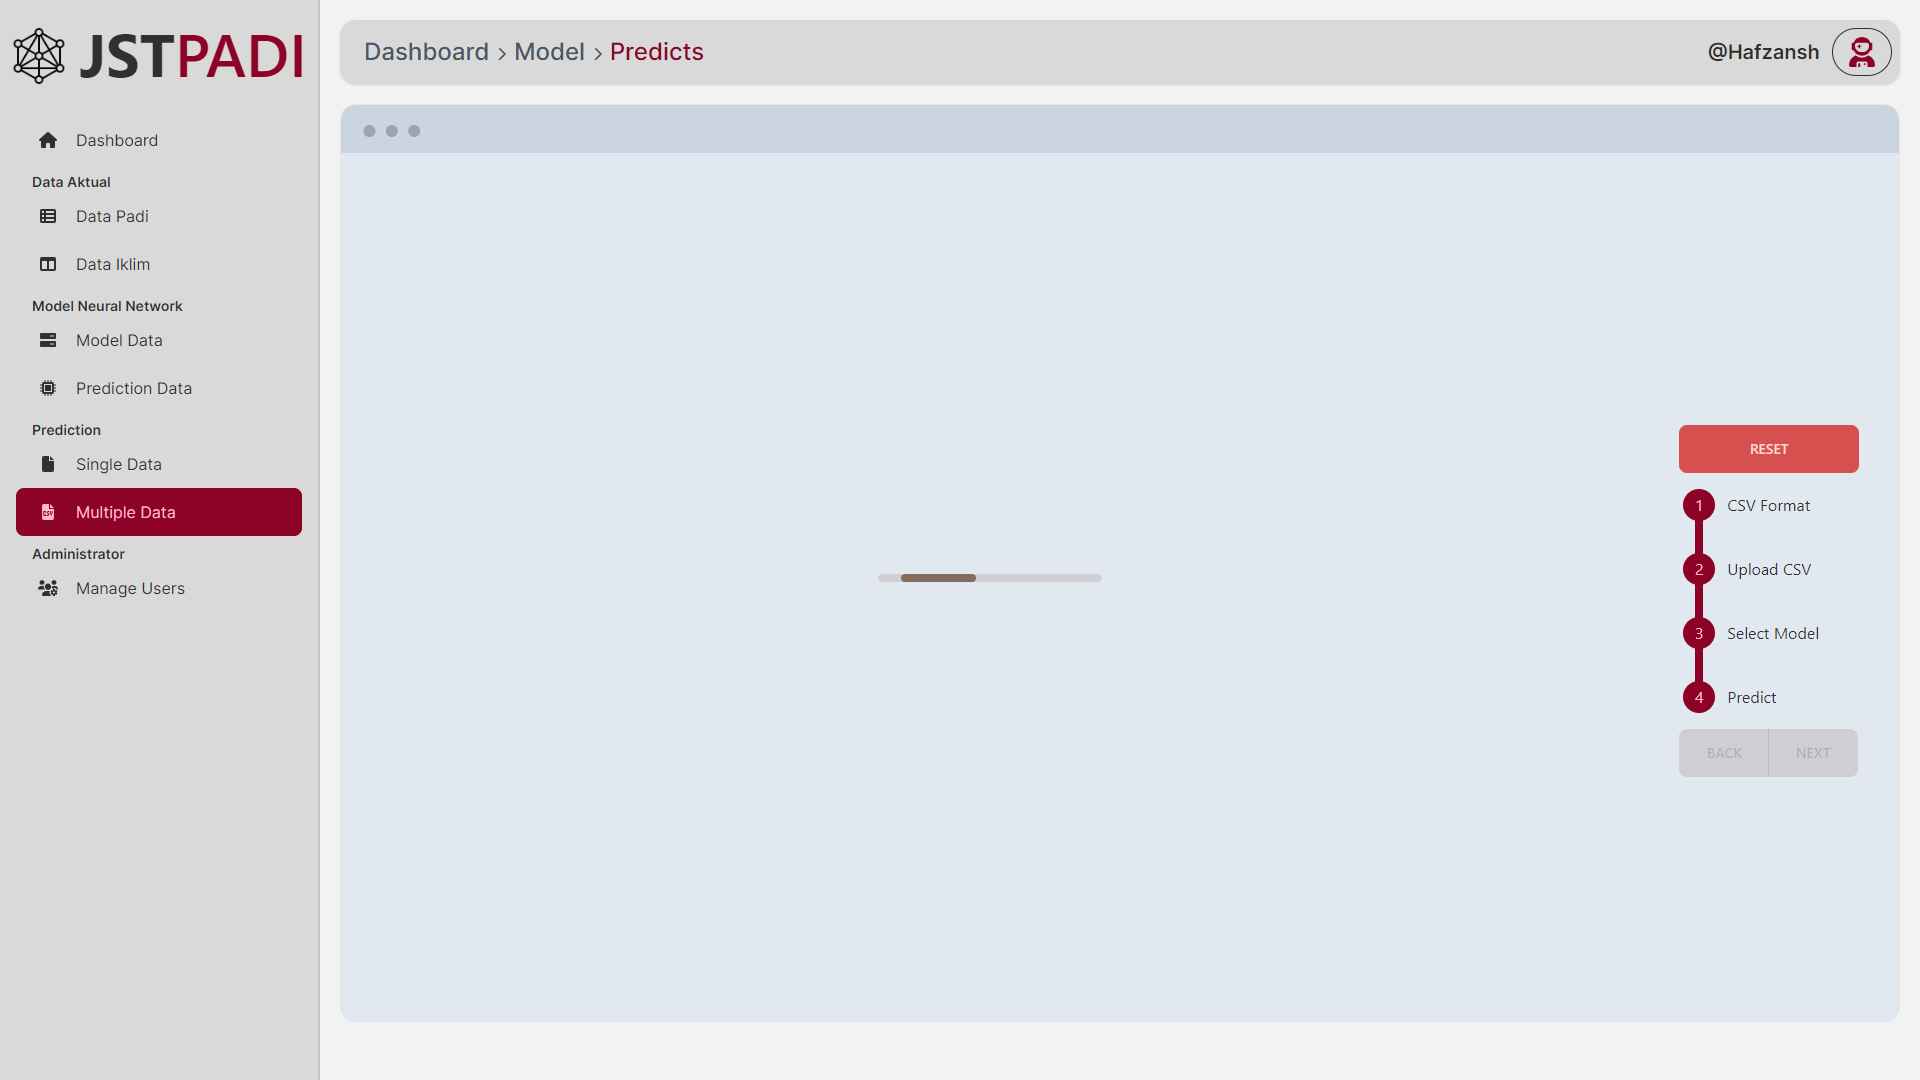 JSTPADI
Dashboard
Data Aktual
Data Padi
Data Iklim
Model Neural Network
Model Data
Prediction Data
Prediction
Single Data
Multiple Data
Administrator
Manage Users
Dashboard > Model > Predicts
@Hafzansh
RESET
1 CSV Format
2 Upload CSV
3 Select Model
4 Predict
BACK NEXT